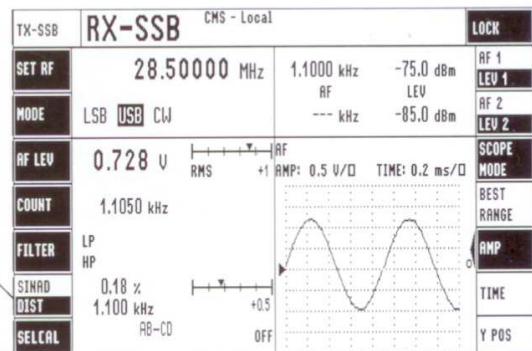 TX-SSB
RX-SSB
CMS - Local
LOCK
SET RF
28.50000 MHz
1.1000 kHz
-75.0 dBm
AF
LEV
--- kHz
-85.0 dBm
RF 1
LEV 1
RF 2
LEV 2
MODE
LSB USB CW
AF LEV
0.728 V
RMS
+1
AF
AMP: 0.5 V/□ TIME: 0.2 ms/□
SCOPE
MODE
COUNT
1.1050 kHz
BEST
RANGE
FILTER
LP
HP
AMP
0
SINAD
DIST
0.18 %
1.100 kHz
+0.5
TIME
SELCAL
AB-CD
OFF
Y POS